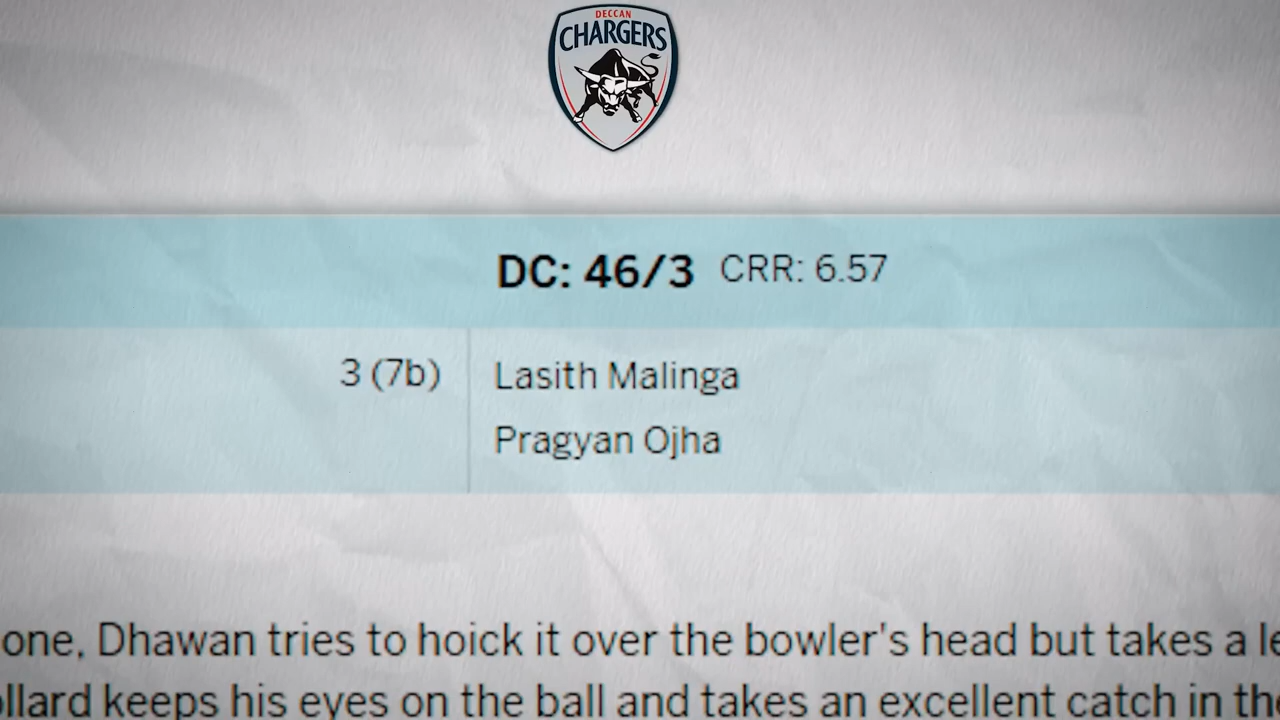 DECCAN
CHARGERS
DC: 46/3 CRR: 6.57
3 (7b) Lasith Malinga
Pragyan Ojha
one, Dhawan tries to hoick it over the bowler's head but takes a
keeps his eyes on the ball and takes an excellent catch in